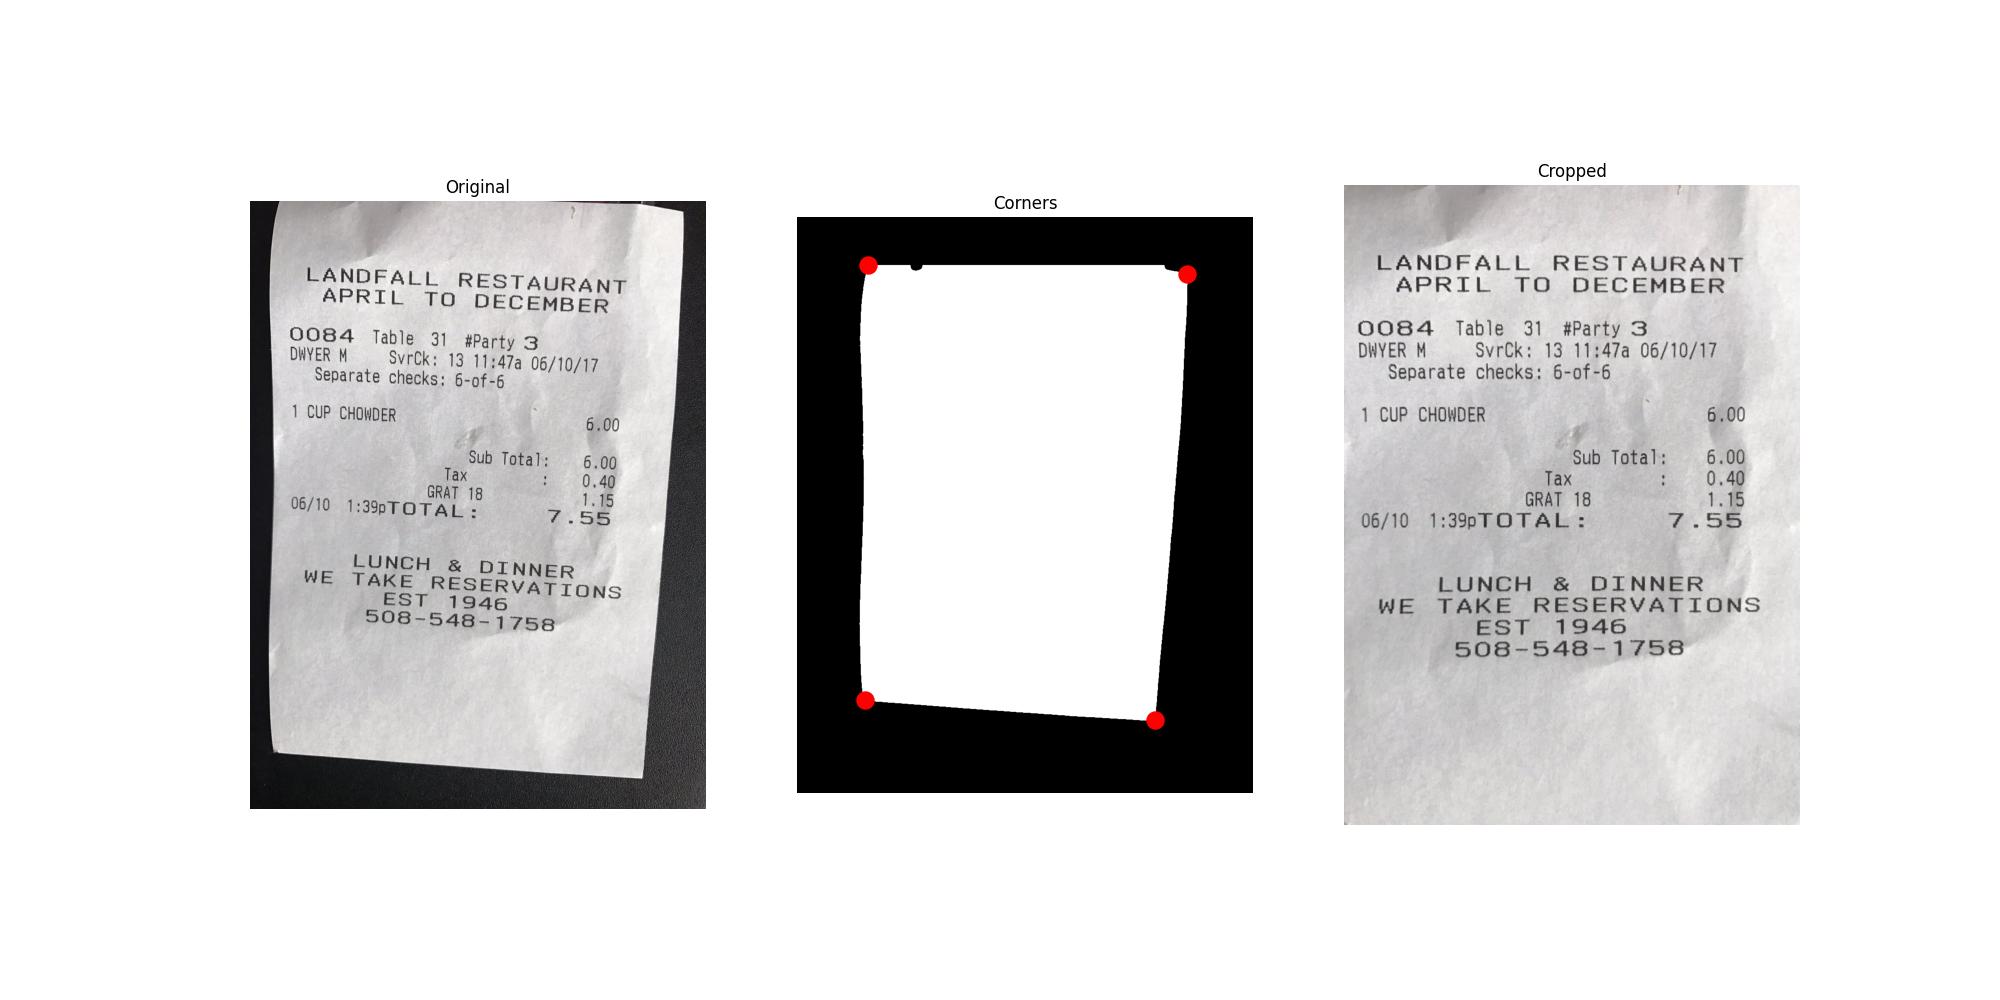 Original
LANDFALL RESTAURANT
APRIL TO DECEMBER
0084 Table 31 #Party 3
DWYER M SvrCk: 13 11:47a 06/10/17
Separate checks: 6-of-6
1 CUP CHOWDER 6.00
Sub Total: 6.00
Tax : 0.40
GRAT 18 1.15
06/10 1:39pTOTAL: 7.55
LUNCH & DINNER
WE TAKE RESERVATIONS
EST 1946
508-548-1758
Corners
Cropped
LANDFALL RESTAURANT
APRIL TO DECEMBER
0084 Table 31 #Party 3
DWYER M SvrCk: 13 11:47a 06/10/17
Separate checks: 6-of-6
1 CUP CHOWDER 6.00
Sub Total: 6.00
Tax : 0.40
GRAT 18 1.15
06/10 1:39pTOTAL: 7.55
LUNCH & DINNER
WE TAKE RESERVATIONS
EST 1946
508-548-1758